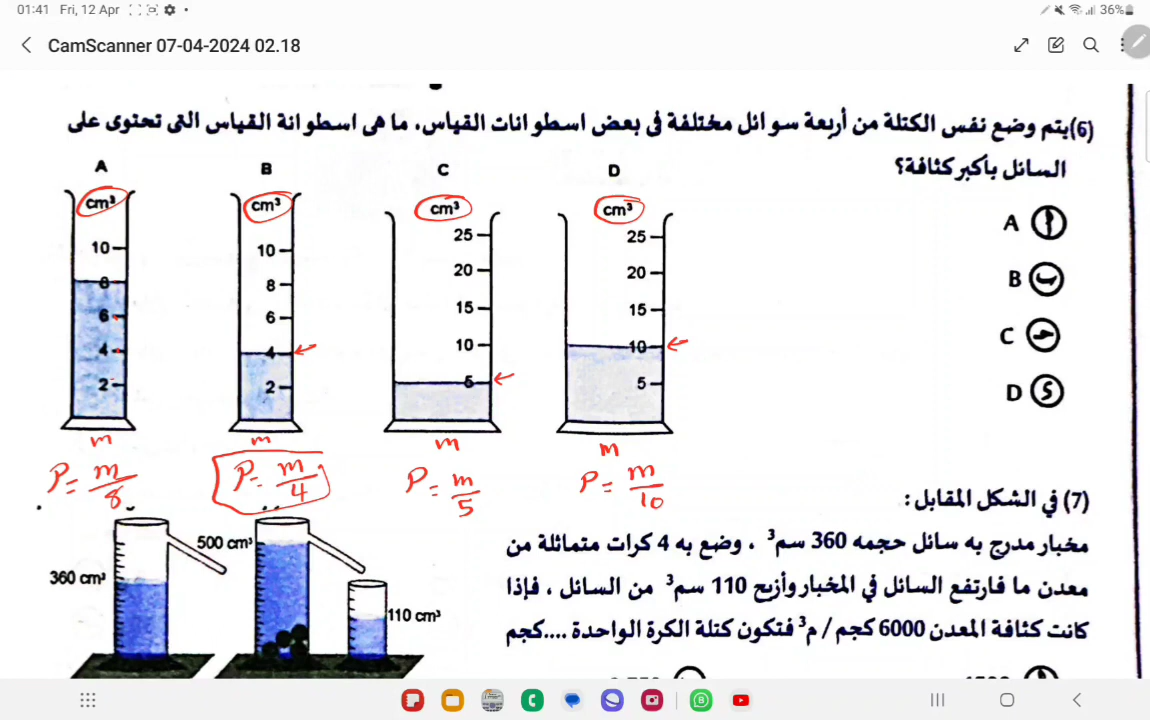 01:41 Fri, 12 Apr
36%
CamScanner 07-04-2024 02.18
(6)يتم وضع نفس الكتلة من أربعة سوائل مختلفة فى بعض اسطوانات القياس، ما هى اسطوانة القياس التى تحتوى على
السائل بأكبر كثافة؟
A B C D
cm³ cm³ cm³ cm³
10 10 25 25
8 8 20 20
6 6 15 15
4 4 10 10
2 2 5 5
أ A
ب B
ج C
د D
m m m m
P = m/8
P = m/4
P = m/5
P = m/10
(7) في الشكل المقابل :
مخبار مدرج به سائل حجمه 360 سم³ ، وضع به 4 كرات متماثلة من
معدن ما فارتفع السائل في المخبار وأزيح 110 سم³ من السائل ، فإذا
كانت كثافة المعدن 6000 كجم / م³ فتكون كتلة الكرة الواحدة ....كجم
360 cm³
500 cm³
110 cm³